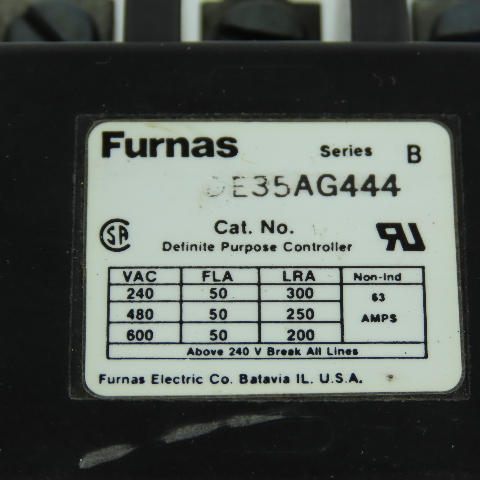 Furnas Series B
E35AG444
Cat. No.
Definite Purpose Controller
SA
VAC FLA LRA Non-Ind
240 50 300 63
480 50 250 AMPS
600 50 200
Above 240 V Break All Lines
Furnas Electric Co. Batavia IL. U.S.A.